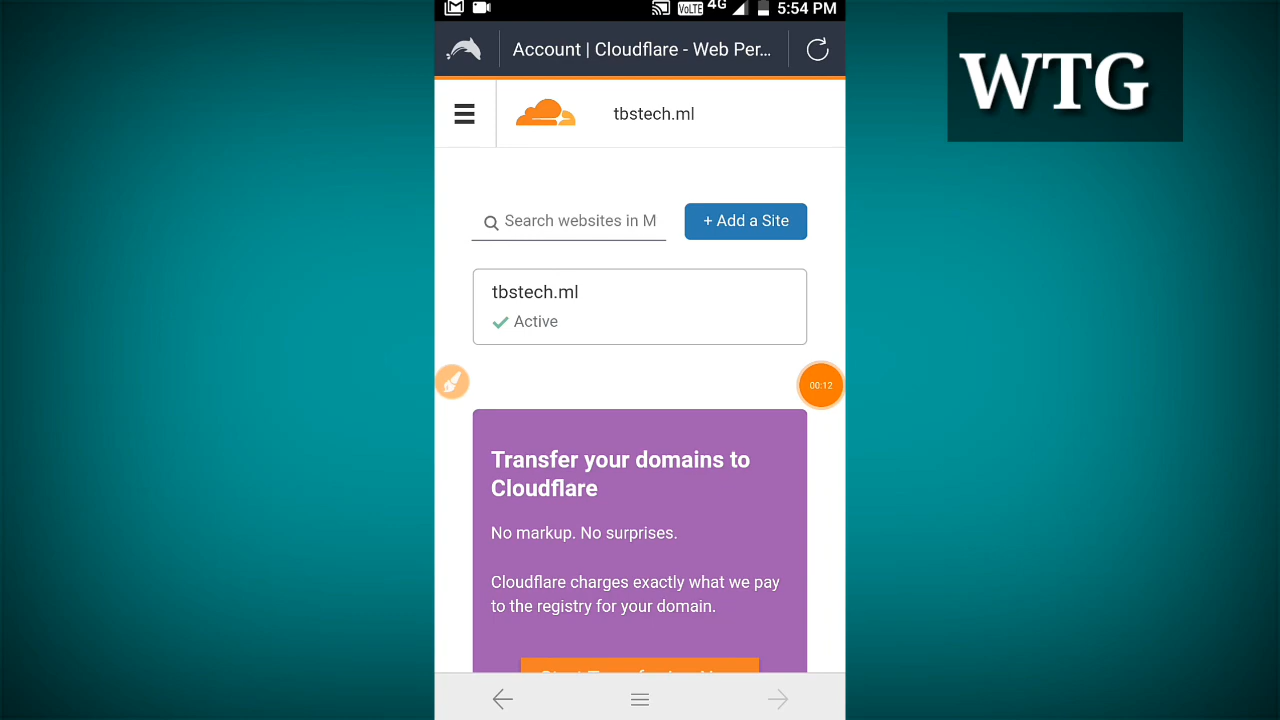 VoLTE 4G 5:54 PM
Account | Cloudflare - Web Per...
WTG
tbstech.ml
Search websites in M
+ Add a Site
tbstech.ml
Active
00:12
Transfer your domains to
Cloudflare
No markup. No surprises.
Cloudflare charges exactly what we pay
to the registry for your domain.